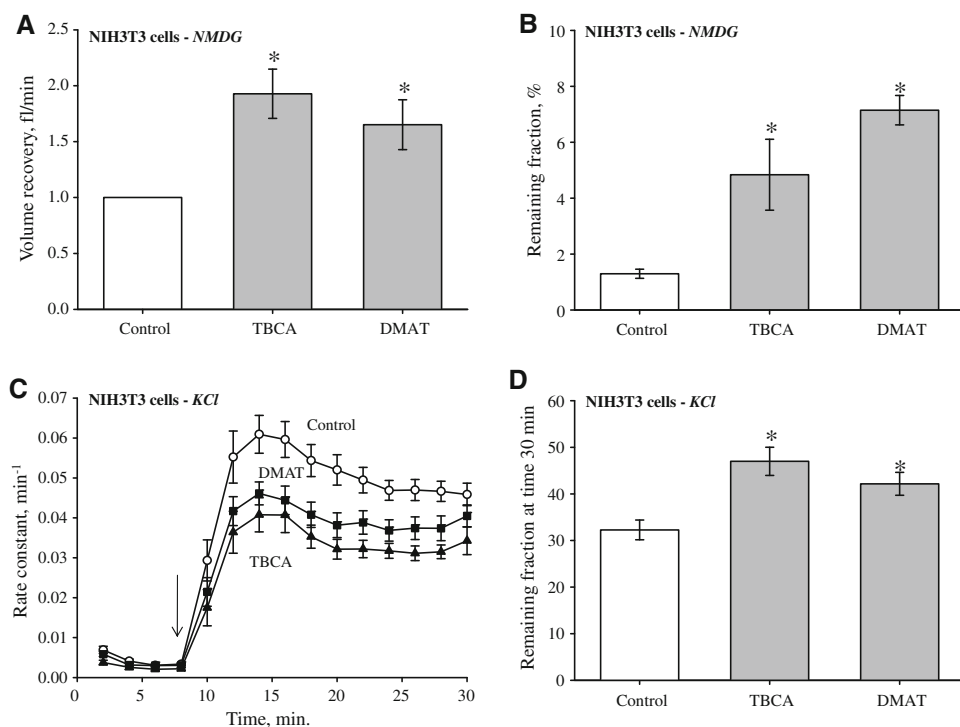 A
NIH3T3 cells - NMDG
Volume recovery, fl/min
2.5
2.0
1.5
1.0
0.5
0.0
*
*
Control TBCA DMAT
B
NIH3T3 cells - NMDG
Remaining fraction, %
10
8
6
4
2
0
*
*
Control TBCA DMAT
C
NIH3T3 cells - KCl
Rate constant, min⁻¹
0.07
0.06
0.05
0.04
0.03
0.02
0.01
0.00
Control
DMAT
TBCA
0 5 10 15 20 25 30
Time, min.
D
NIH3T3 cells - KCl
Remaining fraction at time 30 min
60
50
40
30
20
10
0
*
*
Control TBCA DMAT